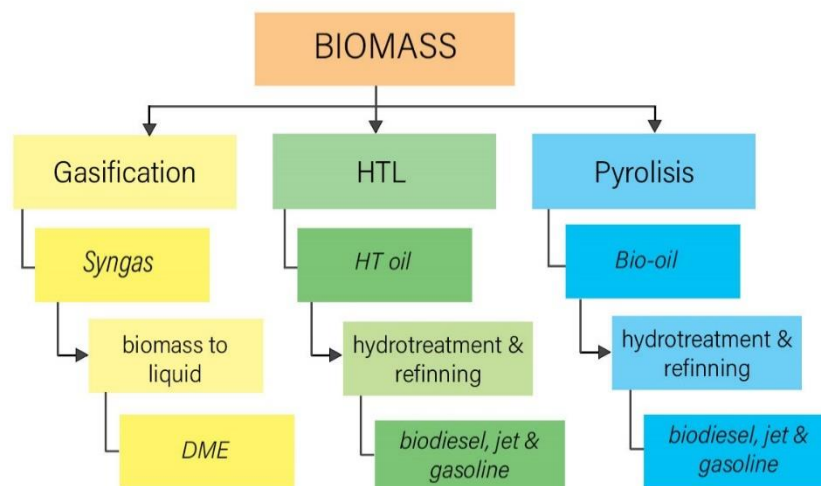 BIOMASS
Gasification
HTL
Pyrolisis
Syngas
HT oil
Bio-oil
biomass to
liquid
hydrotreatment &
refinning
hydrotreatment &
refinning
DME
biodiesel, jet &
gasoline
biodiesel, jet &
gasoline